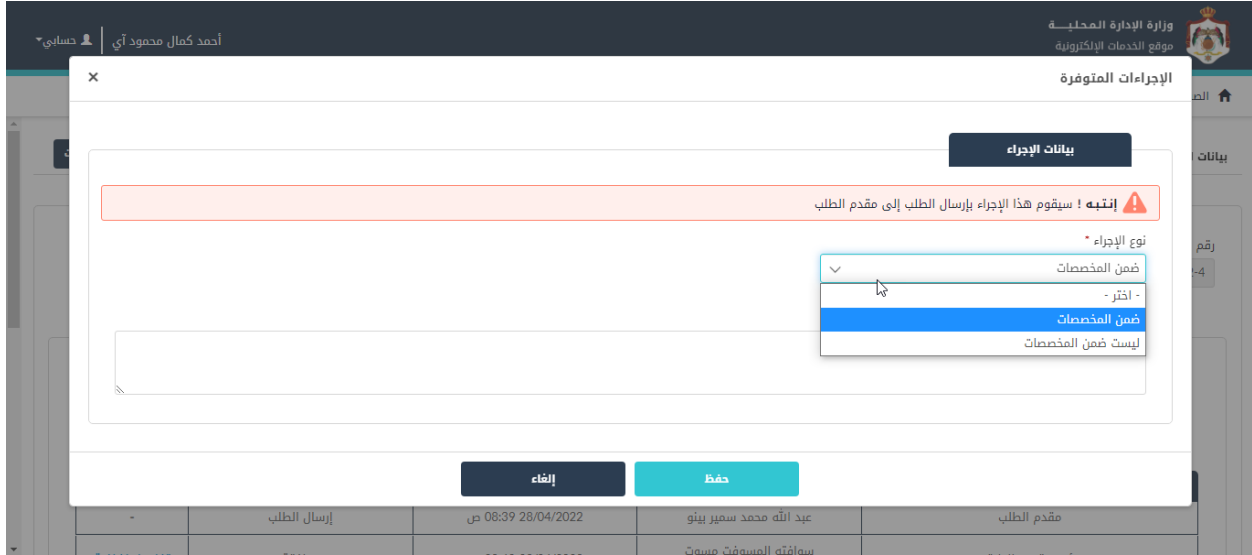 وزارة الإدارة المحليـــة
موقع الخدمات الإلكترونية
أحمد كمال محمود آي
حسابي
الإجراءات المتوفرة
×
بيانات
بيانات الإجراء
إنتبه ! سيقوم هذا الإجراء بإرسال الطلب إلى مقدم الطلب
نوع الإجراء *
رقم
ضمن المخصصات
- اختر -
ضمن المخصصات
ليست ضمن المخصصات
حفظ
إلغاء
مقدم الطلب
عبد الله محمد سمير بينو
28/04/2022 08:39 ص
إرسال الطلب
-